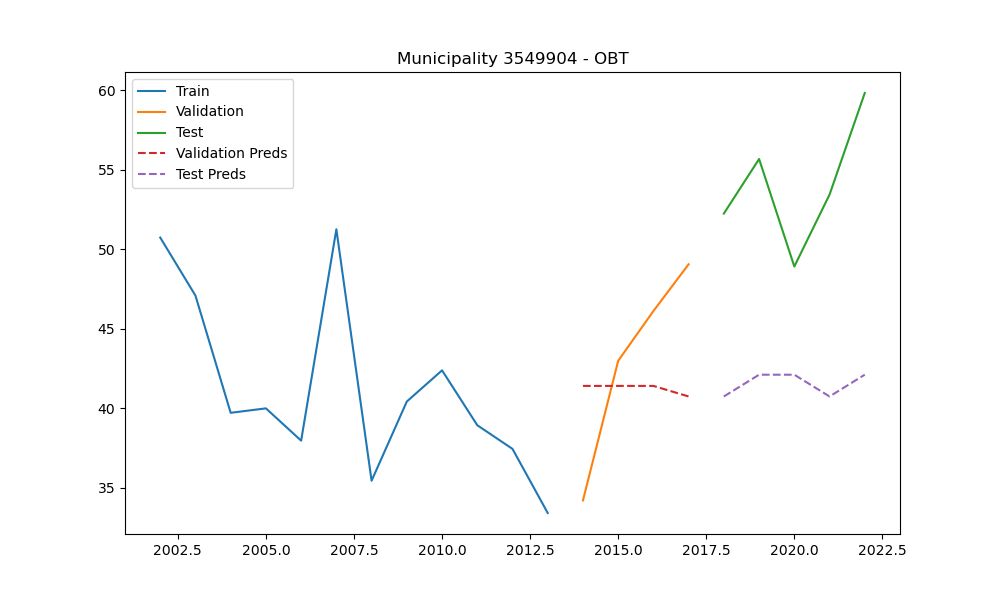 Municipality 3549904 - OBT
Train
Validation
Test
Validation Preds
Test Preds
60
55
50
45
40
35
2002.5 2005.0 2007.5 2010.0 2012.5 2015.0 2017.5 2020.0 2022.5